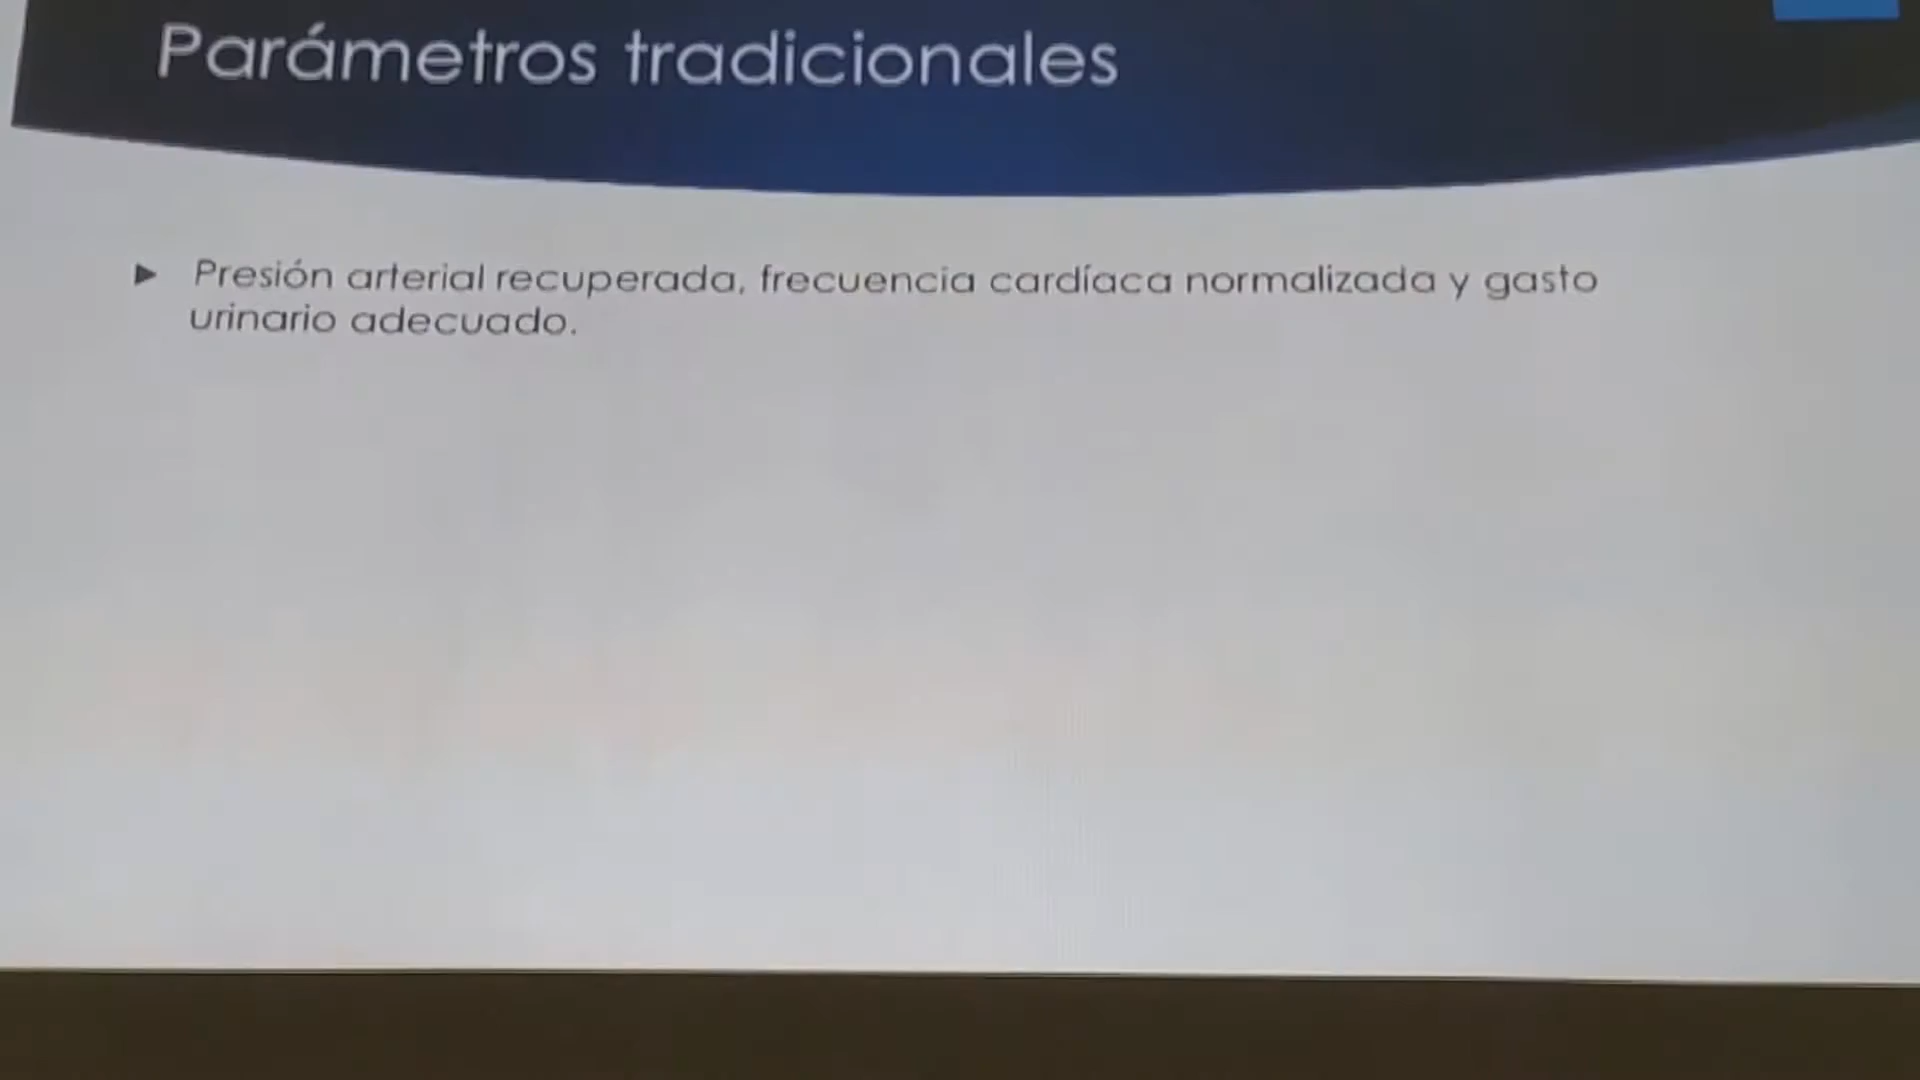 Parámetros tradicionales
► Presión arterial recuperada, frecuencia cardíaca normalizada y gasto
urinario adecuado.